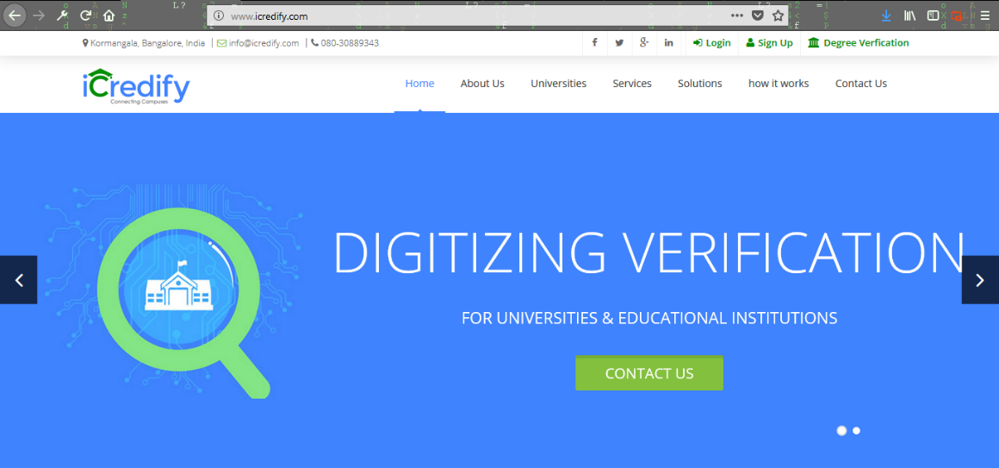 www.icredify.com
Kormangala, Bangalore, India | info@icredify.com | 080-30889343
Login
Sign Up
Degree Verfication
iCredify
Connecting Campuses
Home
About Us
Universities
Services
Solutions
how it works
Contact Us
DIGITIZING VERIFICATION
FOR UNIVERSITIES & EDUCATIONAL INSTITUTIONS
CONTACT US